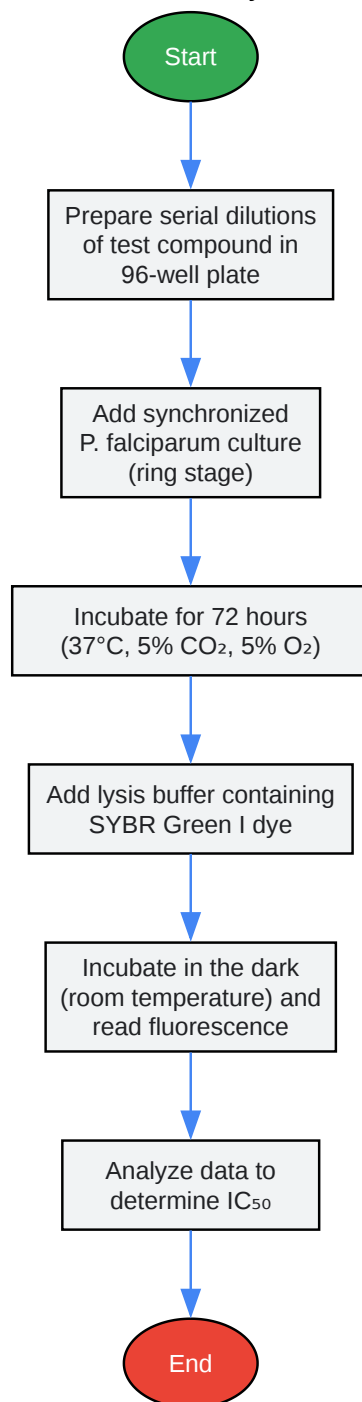 Start
Prepare serial dilutions
of test compound in
96-well plate
Add synchronized
P. falciparum culture
(ring stage)
Incubate for 72 hours
(37°C, 5% CO₂, 5% O₂)
Add lysis buffer containing
SYBR Green I dye
Incubate in the dark
(room temperature) and
read fluorescence
Analyze data to
determine IC₅₀
End